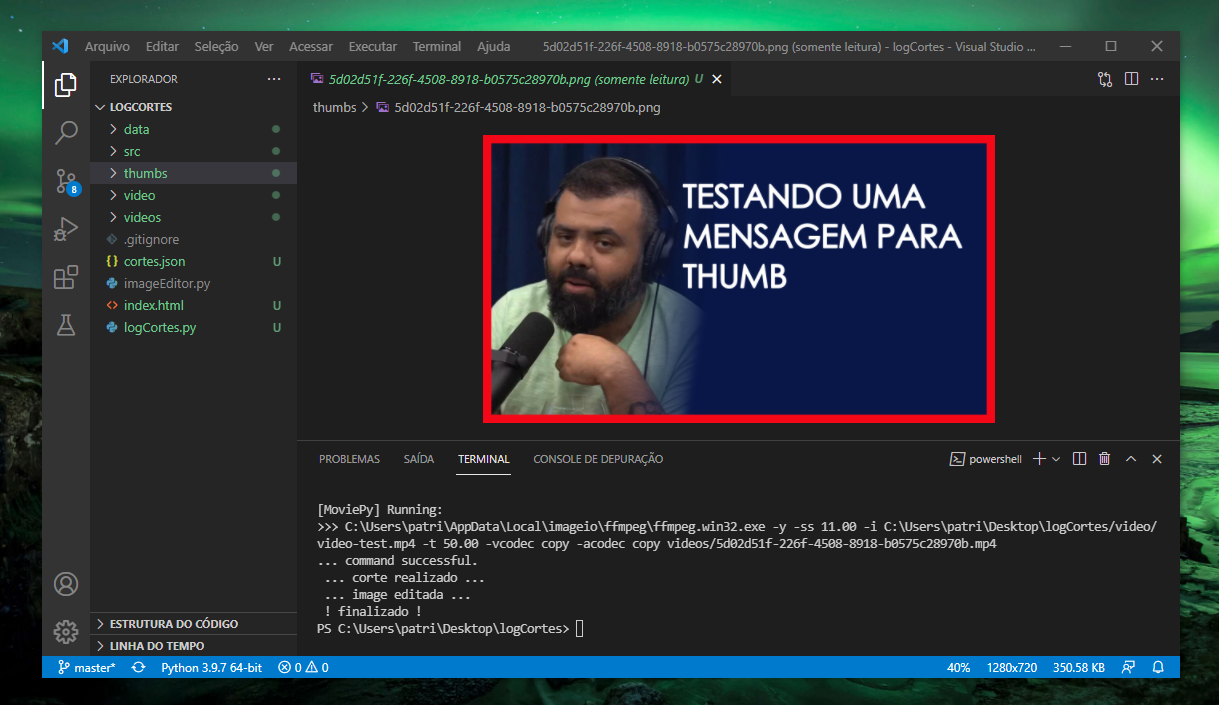 Arquivo Editar Seleção Ver Acessar Executar Terminal Ajuda 5d02d51f-226f-4508-8918-b0575c28970b.png (somente leitura) - logCortes - Visual Studio ...
EXPLORADOR ...
LOGCORTES
data
src
thumbs
video
videos
.gitignore
{} cortes.json U
imageEditor.py
<> index.html U
logCortes.py U
8
ESTRUTURA DO CÓDIGO
LINHA DO TEMPO
5d02d51f-226f-4508-8918-b0575c28970b.png (somente leitura) U
thumbs > 5d02d51f-226f-4508-8918-b0575c28970b.png
TESTANDO UMA
MENSAGEM PARA
THUMB
PROBLEMAS SAÍDA TERMINAL CONSOLE DE DEPURAÇÃO powershell
[MoviePy] Running:
>>> C:\Users\patri\AppData\Local\imageio\ffmpeg\ffmpeg.win32.exe -y -ss 11.00 -i C:\Users\patri\Desktop\logCortes/video/
video-test.mp4 -t 50.00 -vcodec copy -acodec copy videos/5d02d51f-226f-4508-8918-b0575c28970b.mp4
... command successful.
... corte realizado ...
... image editada ...
! finalizado !
PS C:\Users\patri\Desktop\logCortes>
master* Python 3.9.7 64-bit 0 0 40% 1280x720 350.58 KB